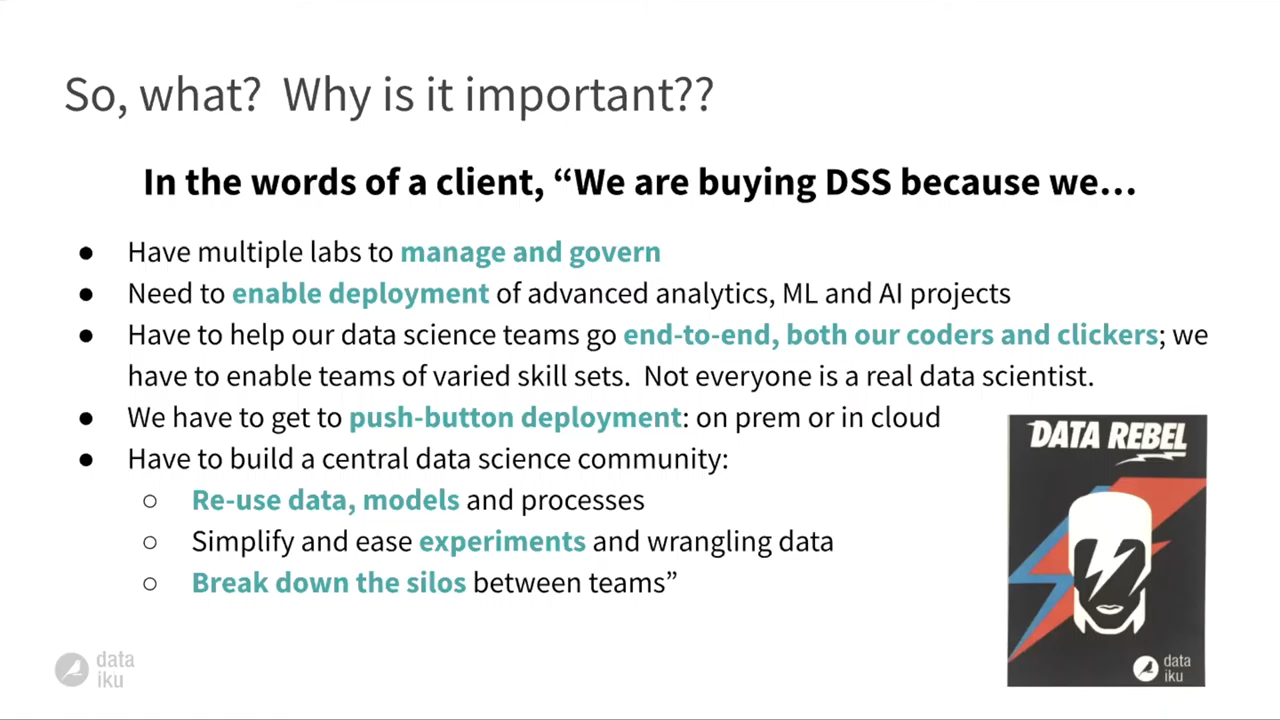 So, what?  Why is it important??
In the words of a client, “We are buying DSS because we…
● Have multiple labs to manage and govern
● Need to enable deployment of advanced analytics, ML and AI projects
● Have to help our data science teams go end-to-end, both our coders and clickers; we
have to enable teams of varied skill sets.  Not everyone is a real data scientist.
● We have to get to push-button deployment: on prem or in cloud
● Have to build a central data science community:
○ Re-use data, models and processes
○ Simplify and ease experiments and wrangling data
○ Break down the silos between teams”
DATA REBEL
data
iku
data
iku